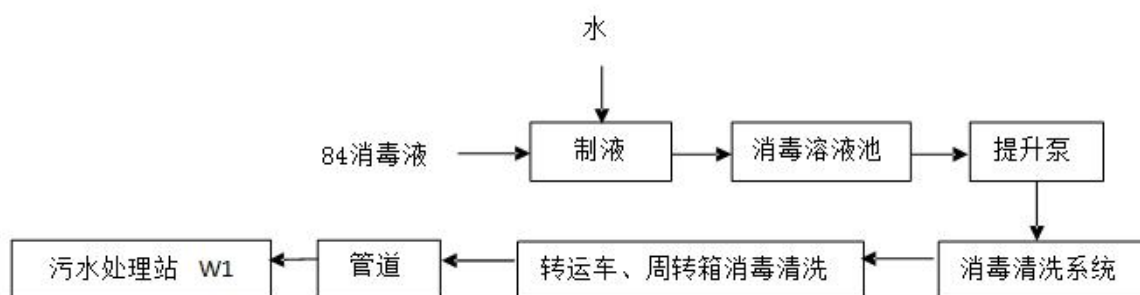 水
84消毒液
制液
消毒溶液池
提升泵
污水处理站 W1
管道
转运车、周转箱消毒清洗
消毒清洗系统